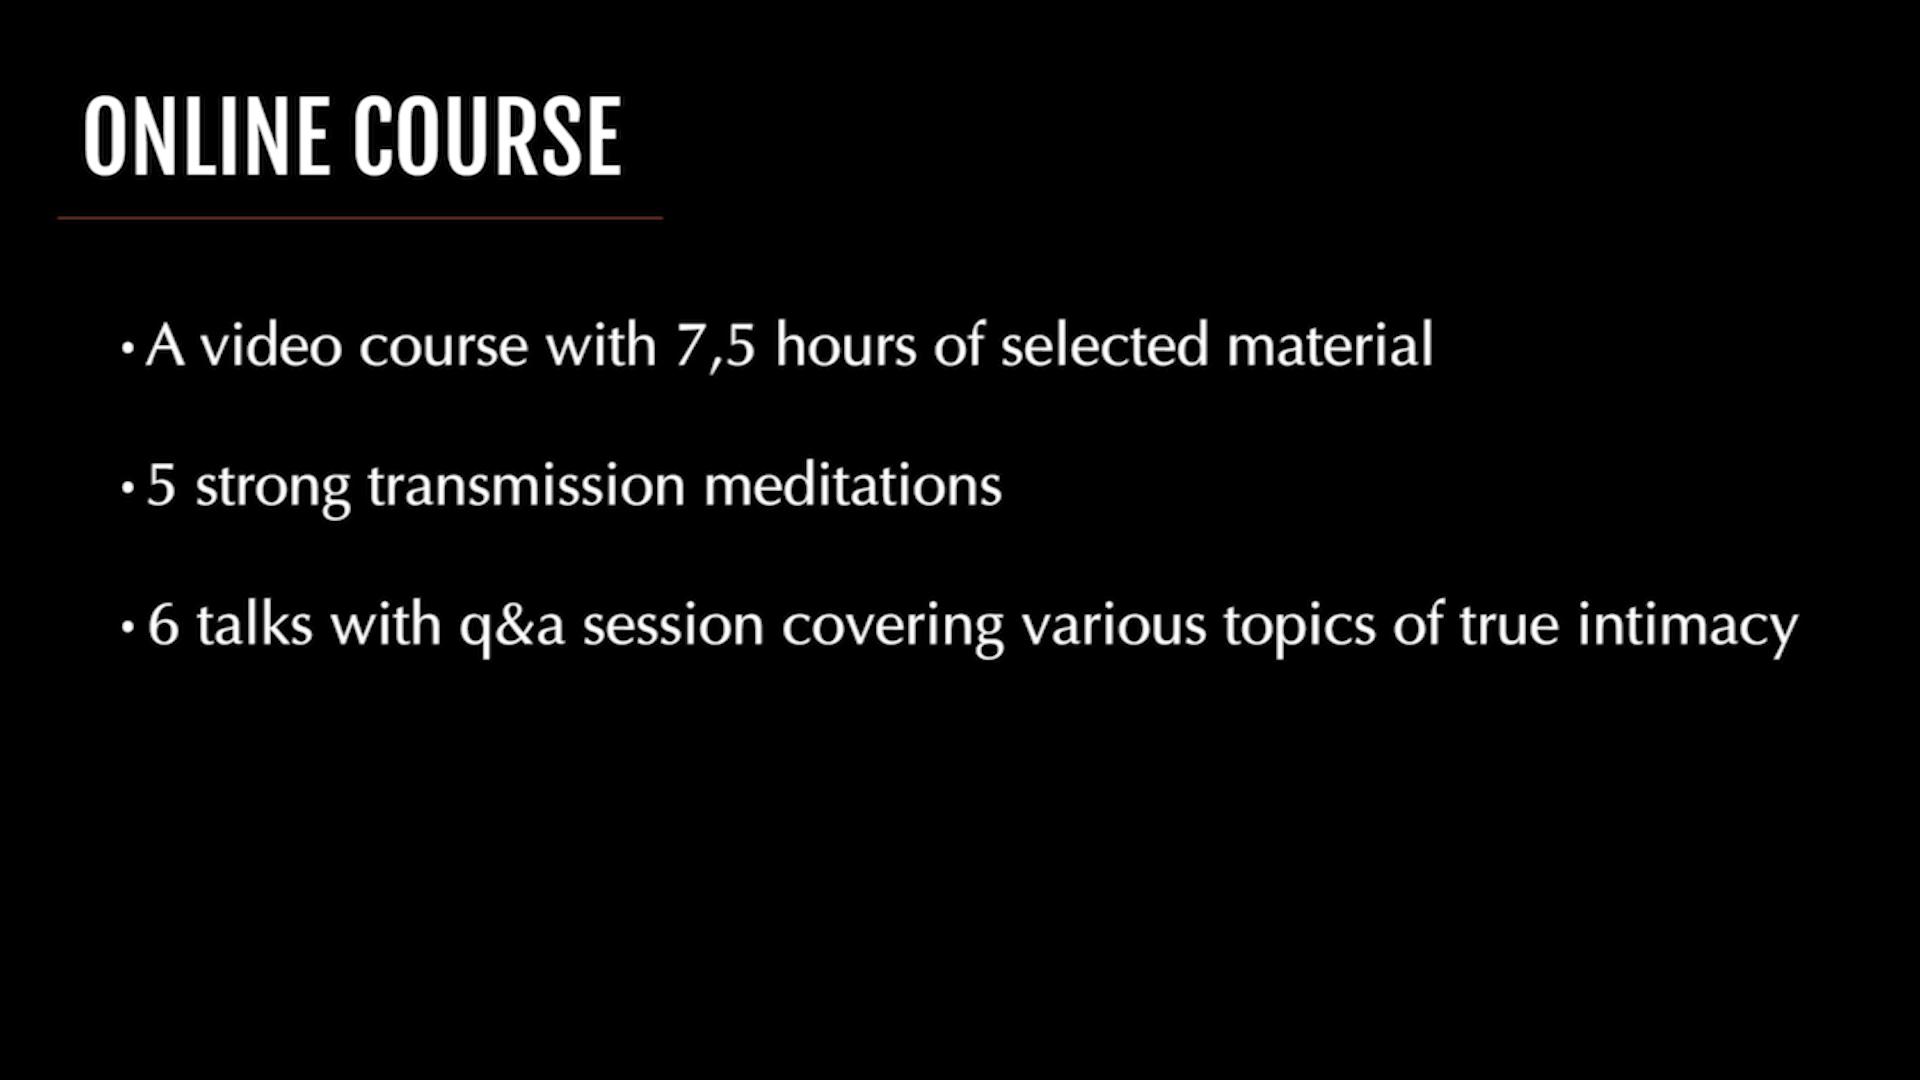 ONLINE COURSE
• A video course with 7,5 hours of selected material
• 5 strong transmission meditations
• 6 talks with q&a session covering various topics of true intimacy